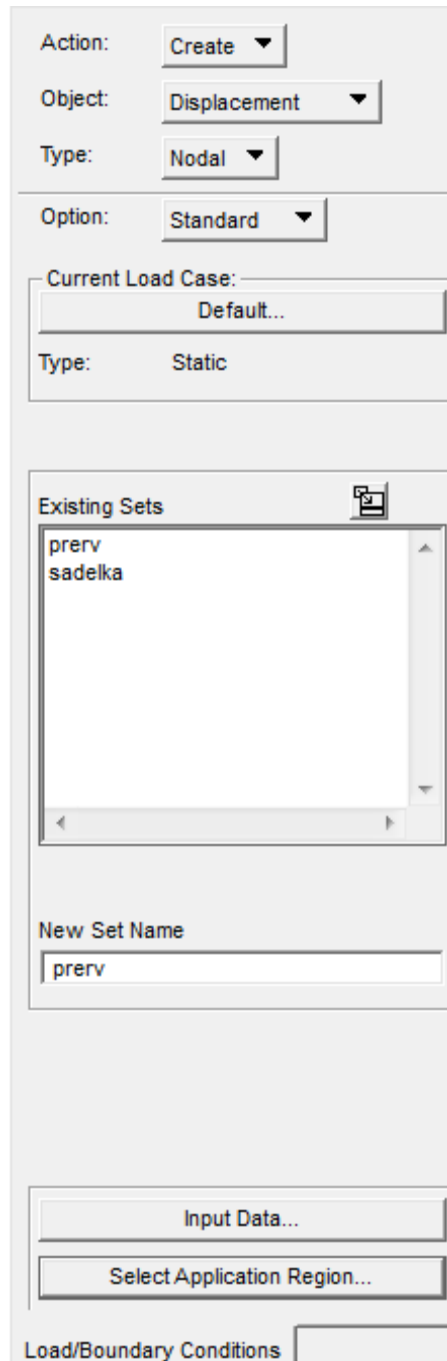 Action: Create
Object: Displacement
Type: Nodal
Option: Standard
Current Load Case:
Default...
Type: Static
Existing Sets
prerv
sadelka
New Set Name
prerv
Input Data...
Select Application Region...
Load/Boundary Conditions